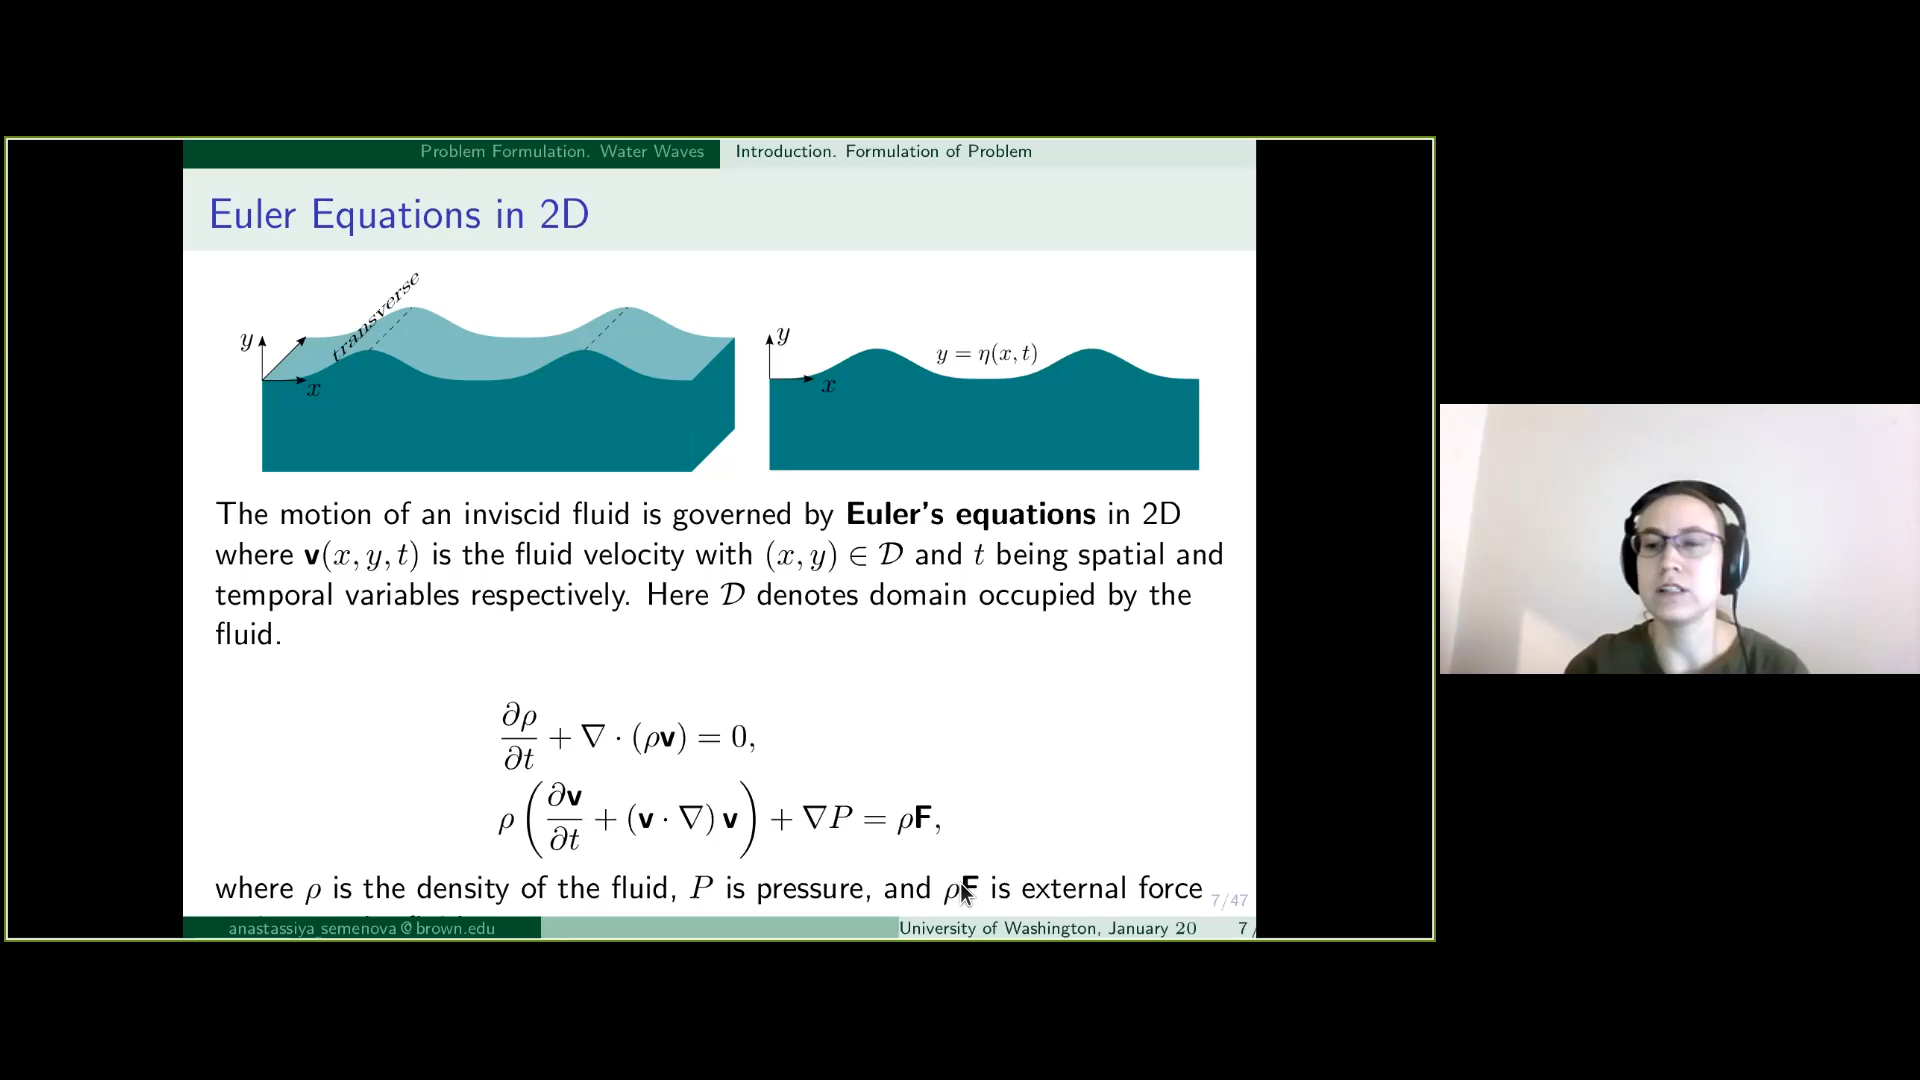 Problem Formulation. Water Waves
Introduction. Formulation of Problem
Euler Equations in 2D
y
x
transverse
y
x
y = η(x, t)
The motion of an inviscid fluid is governed by Euler's equations in 2D
where v(x, y, t) is the fluid velocity with (x, y) ∈ 𝒟 and t being spatial and
temporal variables respectively. Here 𝒟 denotes domain occupied by the
fluid.
∂ρ/∂t + ∇ · (ρv) = 0,
ρ (∂v/∂t + (v · ∇) v) + ∇P = ρF,
where ρ is the density of the fluid, P is pressure, and ρF is external force
7/47
anastassiya_semenova@brown.edu
University of Washington, January 20
7/